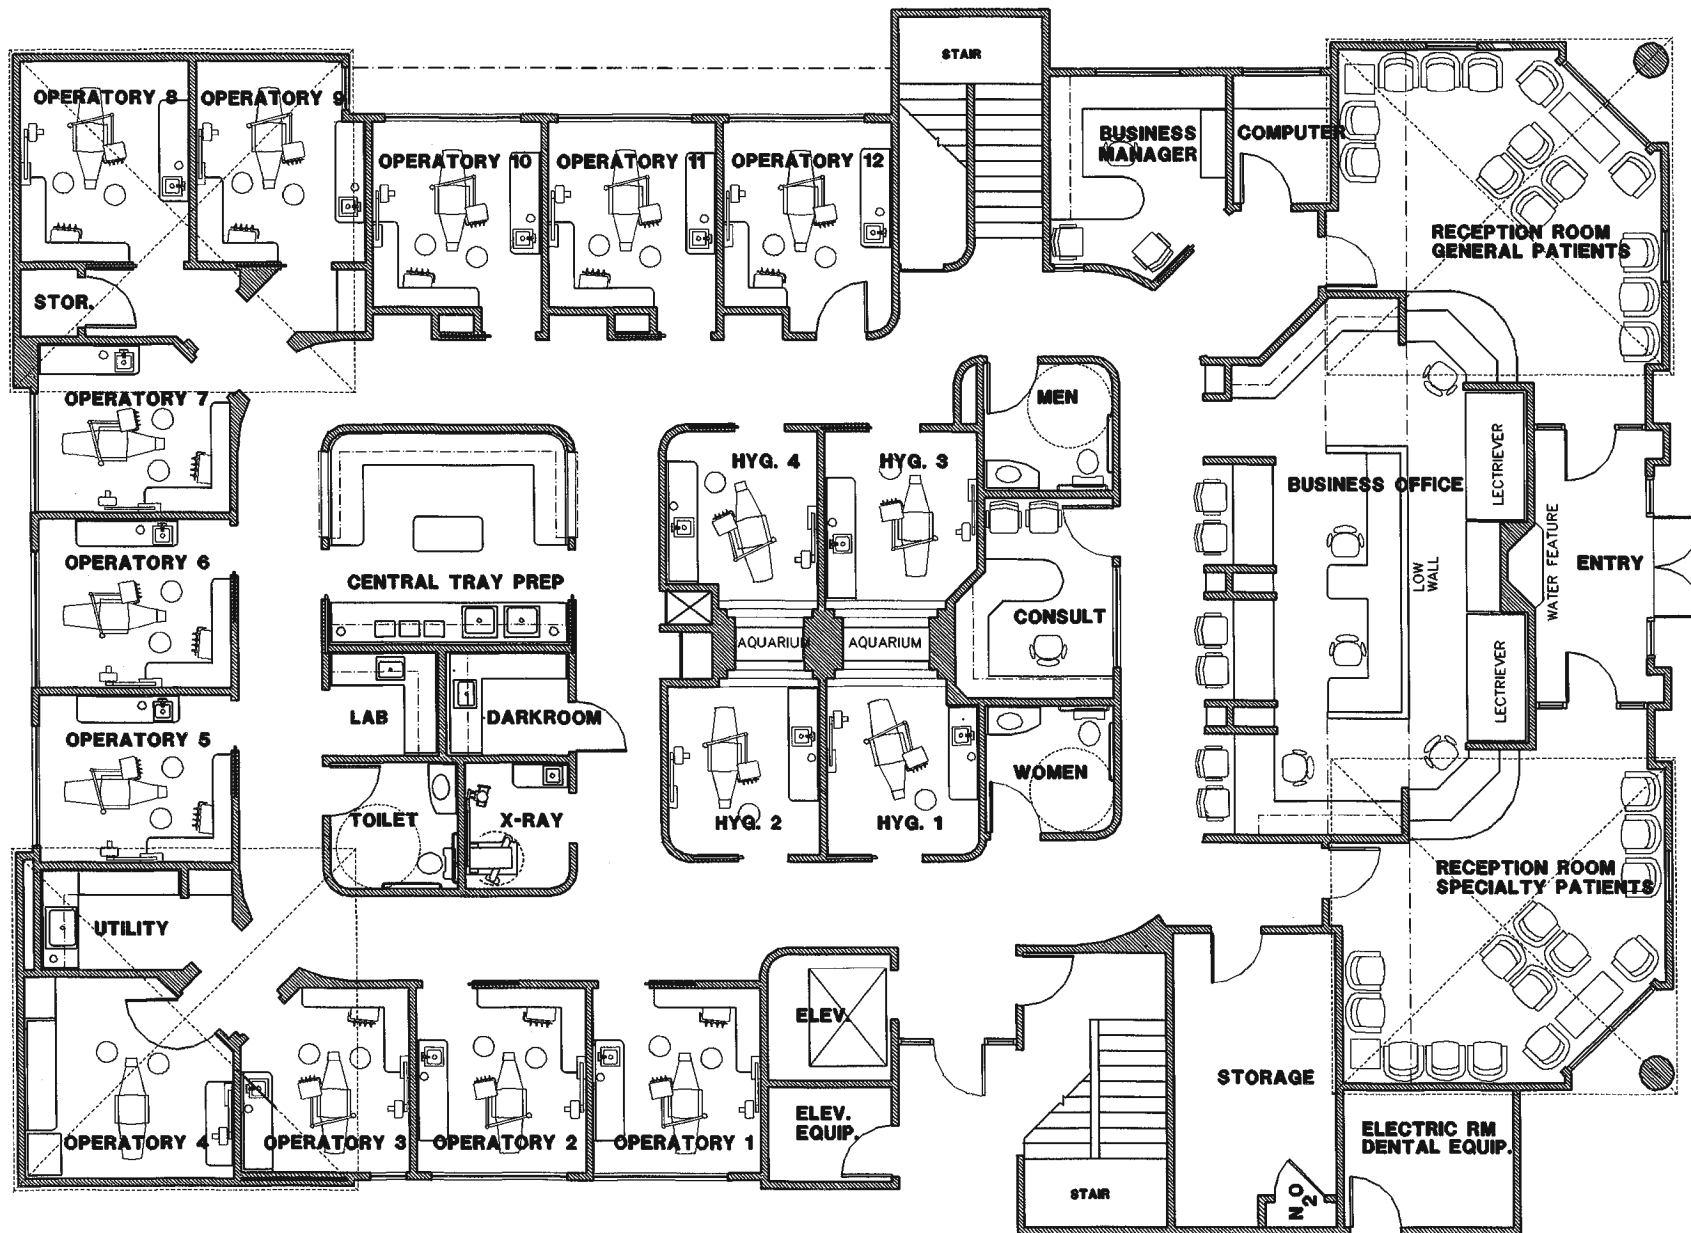 STAIR
OPERATORY 8
OPERATORY 9
BUSINESS
MANAGER
COMPUTER
OPERATORY 10
OPERATORY 11
OPERATORY 12
RECEPTION ROOM
GENERAL PATIENTS
STOR.
OPERATORY 7
MEN
HYG. 4
HYG. 3
BUSINESS OFFICE
LECTRIEVER
OPERATORY 6
CENTRAL TRAY PREP
WATER FEATURE
ENTRY
LOW
WALL
CONSULT
AQUARIUM
AQUARIUM
LECTRIEVER
LAB
DARKROOM
OPERATORY 5
WOMEN
TOILET
X-RAY
HYG. 2
HYG. 1
RECEPTION ROOM
SPECIALTY PATIENTS
UTILITY
ELEV.
STORAGE
ELEV.
EQUIP.
ELECTRIC RM
DENTAL EQUIP.
OPERATORY 4
OPERATORY 3
OPERATORY 2
OPERATORY 1
STAIR
N2O